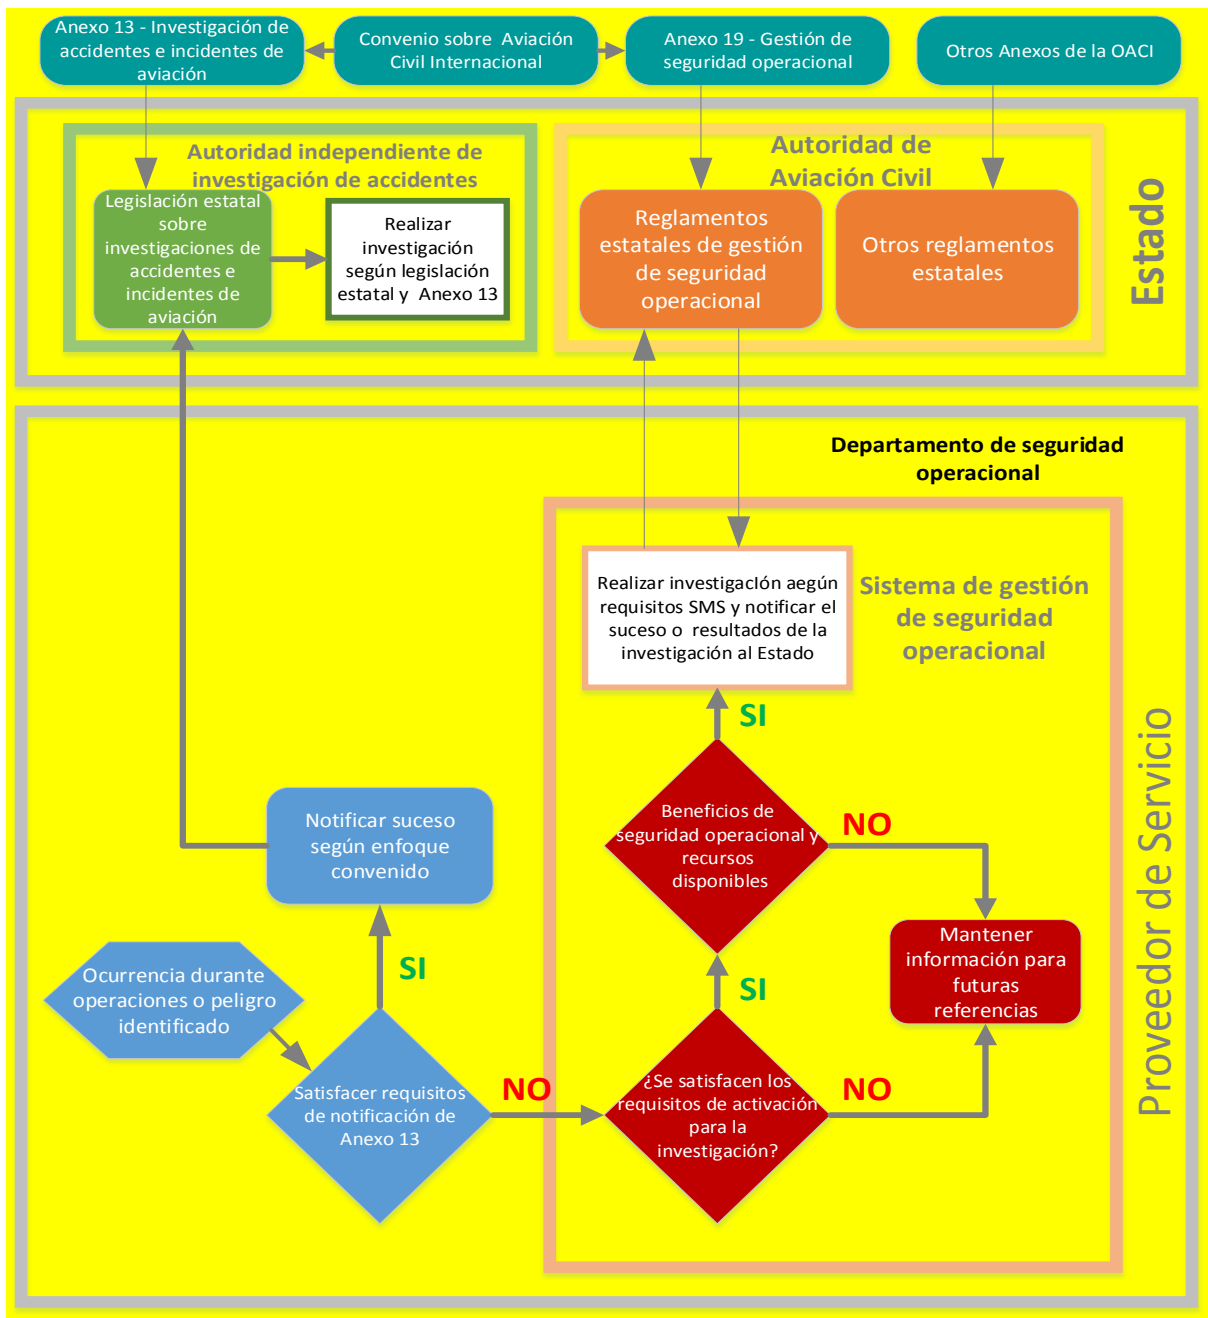 Anexo 13 - Investigación de
accidentes e incidentes de
aviación
Convenio sobre Aviación
Civil Internacional
Anexo 19 - Gestión de
seguridad operacional
Otros Anexos de la OACI
Autoridad independiente de
investigación de accidentes
Legislación estatal
sobre
investigaciones de
accidentes e
incidentes de
aviación
Realizar
investigación
según legislación
estatal y Anexo 13
Autoridad de
Aviación Civil
Reglamentos
estatales de gestión
de seguridad
operacional
Otros reglamentos
estatales
Estado
Departamento de seguridad
operacional
Realizar investigación aegún
requisitos SMS y notificar el
suceso o resultados de la
investigación al Estado
Sistema de gestión
de seguridad
operacional
SI
Beneficios de
seguridad operacional y
recursos
disponibles
NO
Notificar suceso
según enfoque
convenido
Mantener
información para
futuras
referencias
SI
SI
Ocurrencia durante
operaciones o peligro
identificado
Satisfacer requisitos
de notificación de
Anexo 13
NO
¿Se satisfacen los
requisitos de activación
para la
investigación?
NO
Proveedor de Servicio